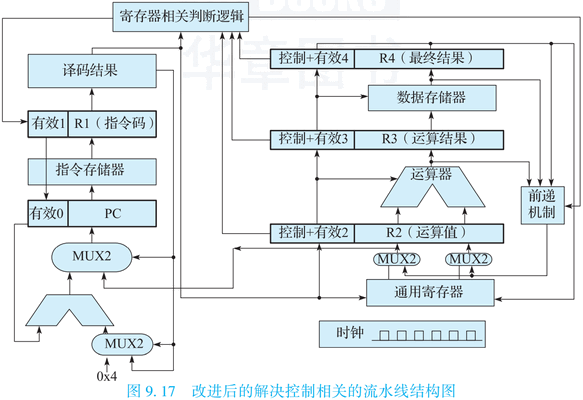 寄存器相关判断逻辑
译码结果
有效1 R1（指令码）
指令存储器
有效0 PC
MUX2
MUX2
0x4
控制+有效4 R4（最终结果）
数据存储器
控制+有效3 R3（运算结果）
运算器
前递
机制
控制+有效2 R2（运算值）
MUX2 MUX2
通用寄存器
时钟
华章图书
图 9.17 改进后的解决控制相关的流水线结构图